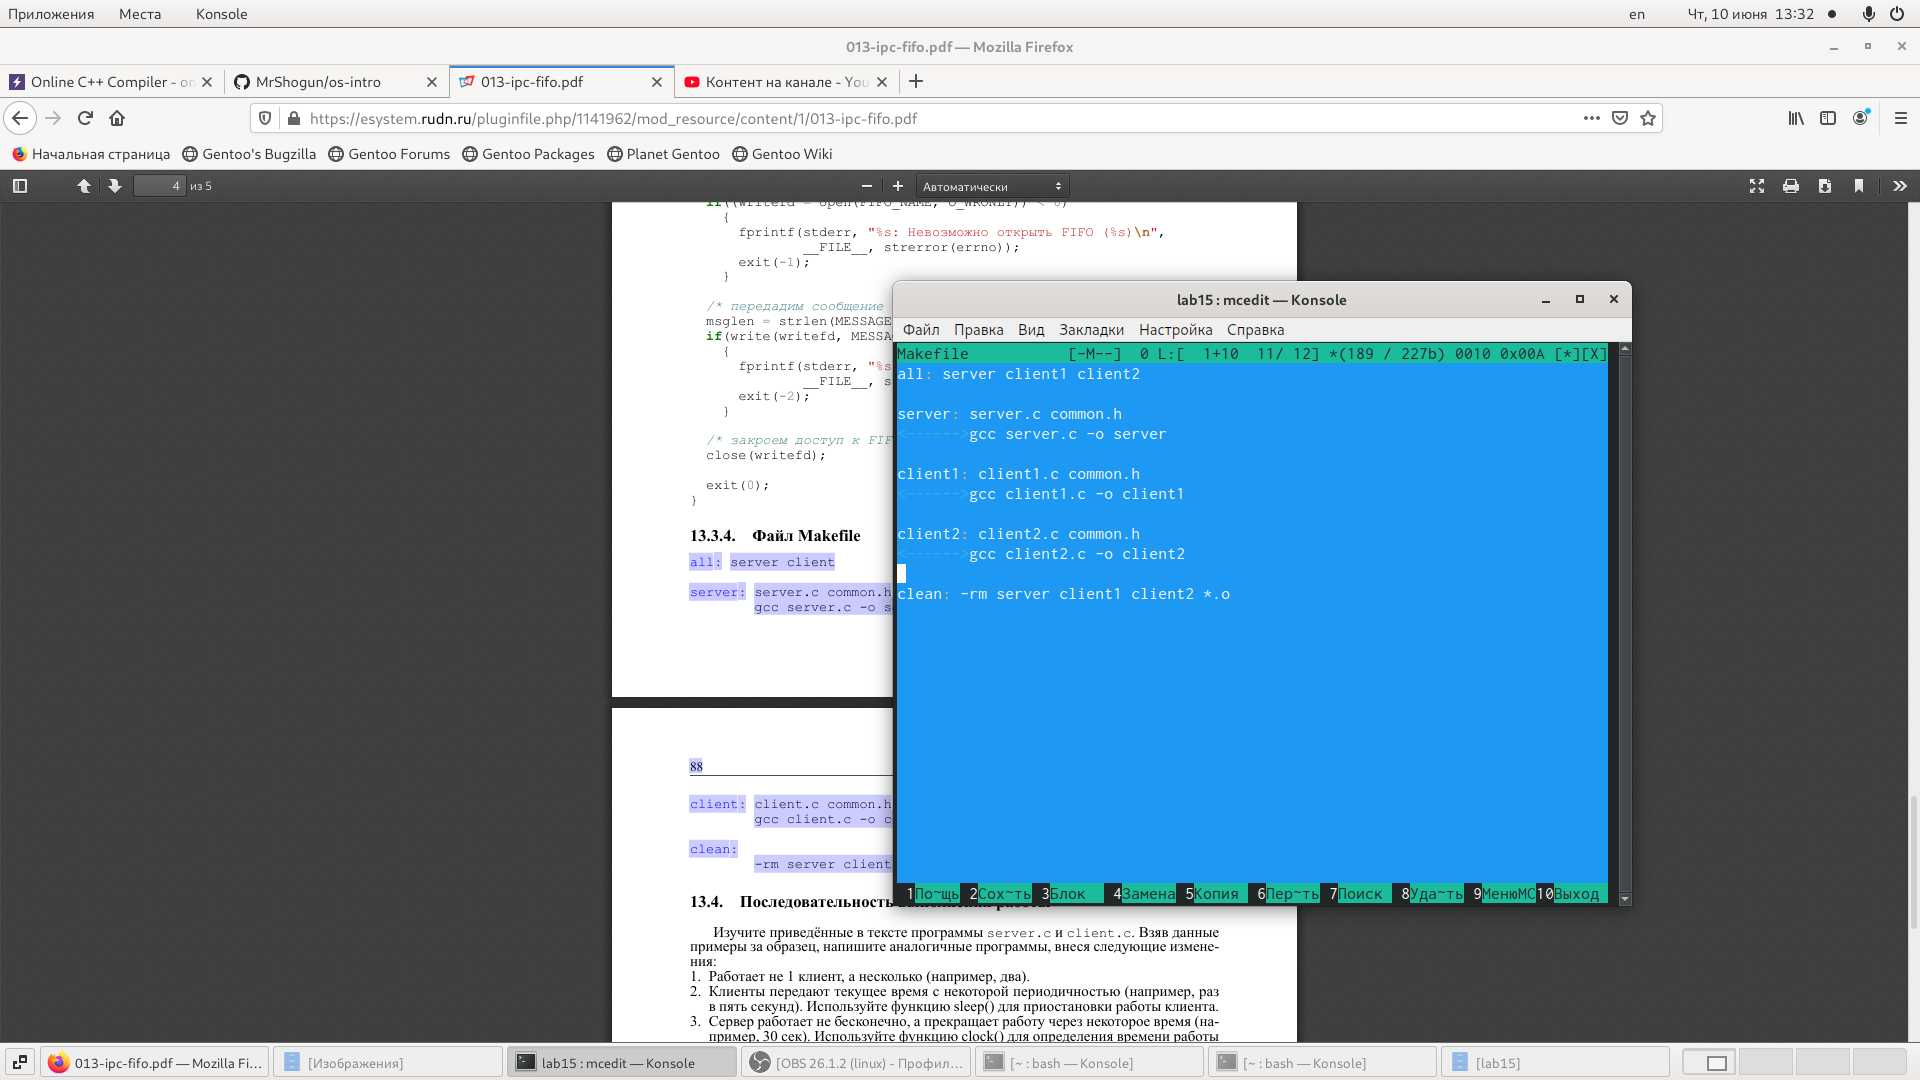 Приложения Места Konsole en Чт, 10 июня 13:32
013-ipc-fifo.pdf — Mozilla Firefox
Online C++ Compiler - on MrShogun/os-intro 013-ipc-fifo.pdf Контент на канале - You
https://esystem.rudn.ru/pluginfile.php/1141962/mod_resource/content/1/013-ipc-fifo.pdf
Начальная страница Gentoo's Bugzilla Gentoo Forums Gentoo Packages Planet Gentoo Gentoo Wiki
4 из 5 Автоматически
if((writefd = open(FIFO_NAME, O_WRONLY)) < 0)
{
fprintf(stderr, "%s: Невозможно открыть FIFO (%s)\n",
__FILE__, strerror(errno));
exit(-1);
}
/* передадим сообщение
msglen = strlen(MESSAGE
if(write(writefd, MESSA
{
fprintf(stderr, "%s
__FILE__, s
exit(-2);
}
/* закроем доступ к FIF
close(writefd);
exit(0);
}
13.3.4. Файл Makefile
all: server client
server: server.c common.h
gcc server.c -o s
88
client: client.c common.h
gcc client.c -o c
clean:
-rm server client
13.4. Последовательность
Изучите приведённые в тексте программы server.c и client.c. Взяв данные
примеры за образец, напишите аналогичные программы, внеся следующие измене-
ния:
1. Работает не 1 клиент, а несколько (например, два).
2. Клиенты передают текущее время с некоторой периодичностью (например, раз
в пять секунд). Используйте функцию sleep() для приостановки работы клиента.
3. Сервер работает не бесконечно, а прекращает работу через некоторое время (на-
пример, 30 сек). Используйте функцию clock() для определения времени работы
lab15 : mcedit — Konsole
Файл Правка Вид Закладки Настройка Справка
Makefile [-M--] 0 L:[ 1+10 11/ 12] *(189 / 227b) 0010 0x00A [*][X]
all: server client1 client2
server: server.c common.h
<------>gcc server.c -o server
client1: client1.c common.h
<------>gcc client1.c -o client1
client2: client2.c common.h
<------>gcc client2.c -o client2
clean: -rm server client1 client2 *.o
1По~щь 2Сох~ть 3Блок 4Замена 5Копия 6Пер~ть 7Поиск 8Уда~ть 9МенюMC10Выход
013-ipc-fifo.pdf — Mozilla Fi... [Изображения] lab15 : mcedit — Konsole [OBS 26.1.2 (linux) - Профил... [~ : bash — Konsole] [~ : bash — Konsole] [lab15]